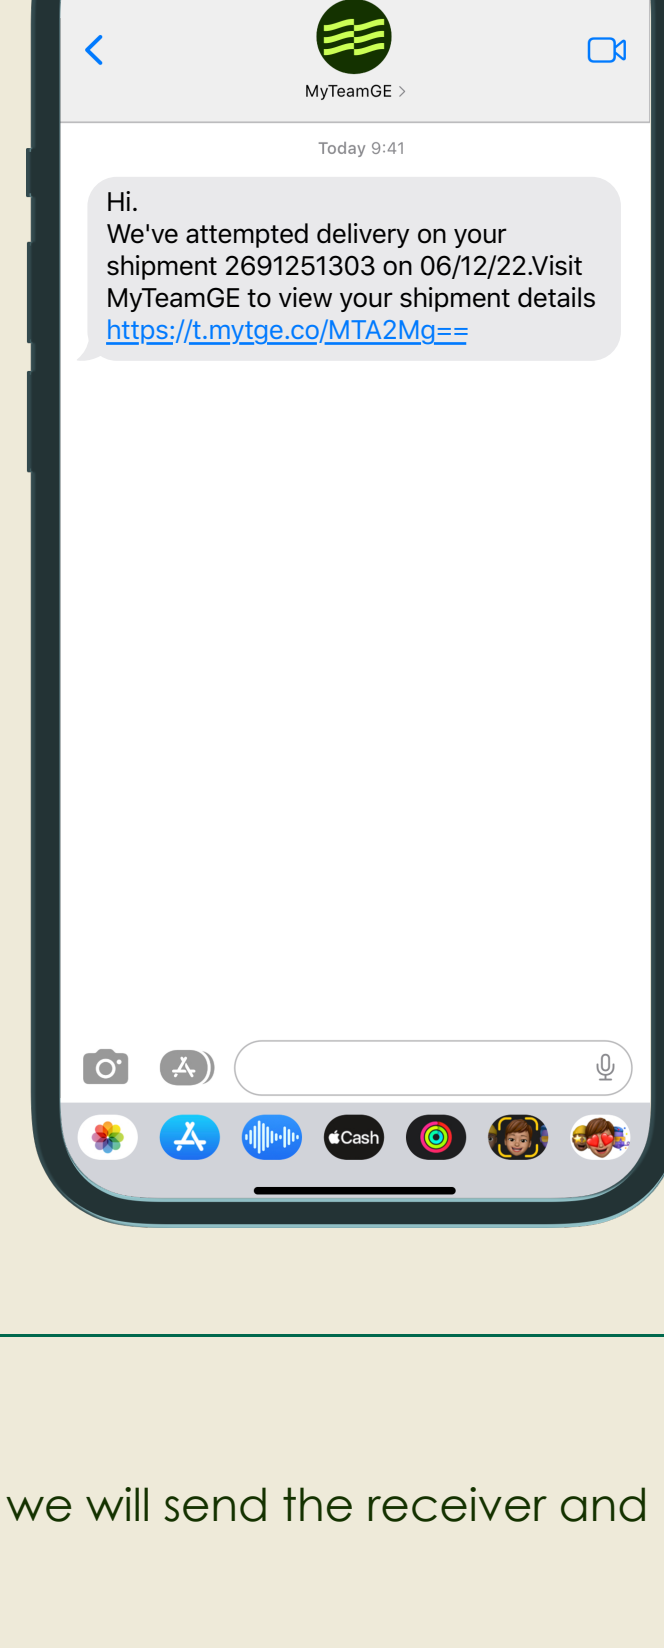 MyTeamGE >
Today 9:41
Hi.
We've attempted delivery on your
shipment 2691251303 on 06/12/22.Visit
MyTeamGE to view your shipment details
https://t.mytge.co/MTA2Mg==
Cash
we will send the receiver and